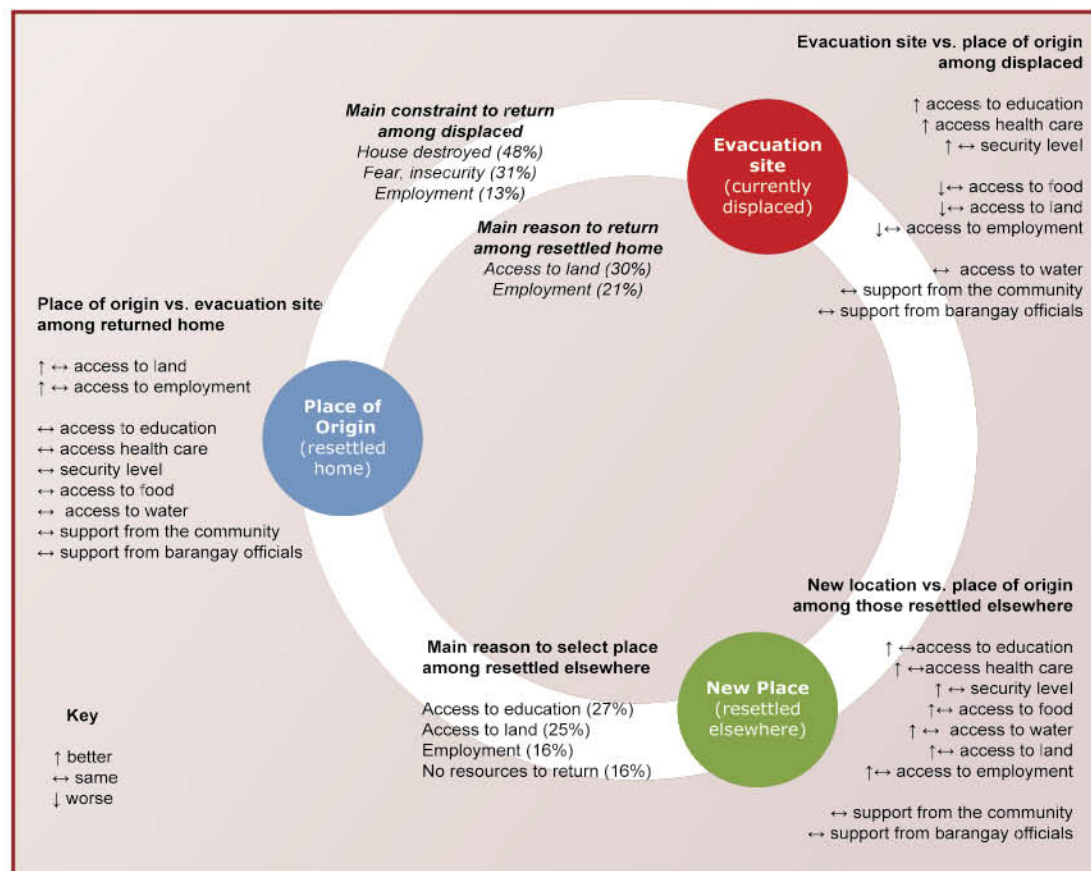 Evacuation site vs. place of origin
among displaced
↑ access to education
↑ access health care
↑ ↔ security level
↓↔ access to food
↓↔ access to land
↓↔ access to employment
↔ access to water
↔ support from the community
↔ support from barangay officials
Main constraint to return
among displaced
House destroyed (48%)
Fear, insecurity (31%)
Employment (13%)
Evacuation
site
(currently
displaced)
Main reason to return
among resettled home
Access to land (30%)
Employment (21%)
Place of origin vs. evacuation site
among returned home
↑ ↔ access to land
↑ ↔ access to employment
↔ access to education
↔ access health care
↔ security level
↔ access to food
↔ access to water
↔ support from the community
↔ support from barangay officials
Place of
Origin
(resettled
home)
New location vs. place of origin
among those resettled elsewhere
↑ ↔access to education
↑ ↔access health care
↑ ↔ security level
↑↔ access to food
↑↔ access to water
↑↔ access to land
↑↔ access to employment
↔ support from the community
↔ support from barangay officials
Main reason to select place
among resettled elsewhere
Access to education (27%)
Access to land (25%)
Employment (16%)
No resources to return (16%)
New Place
(resettled
elsewhere)
Key
↑ better
↔ same
↓ worse